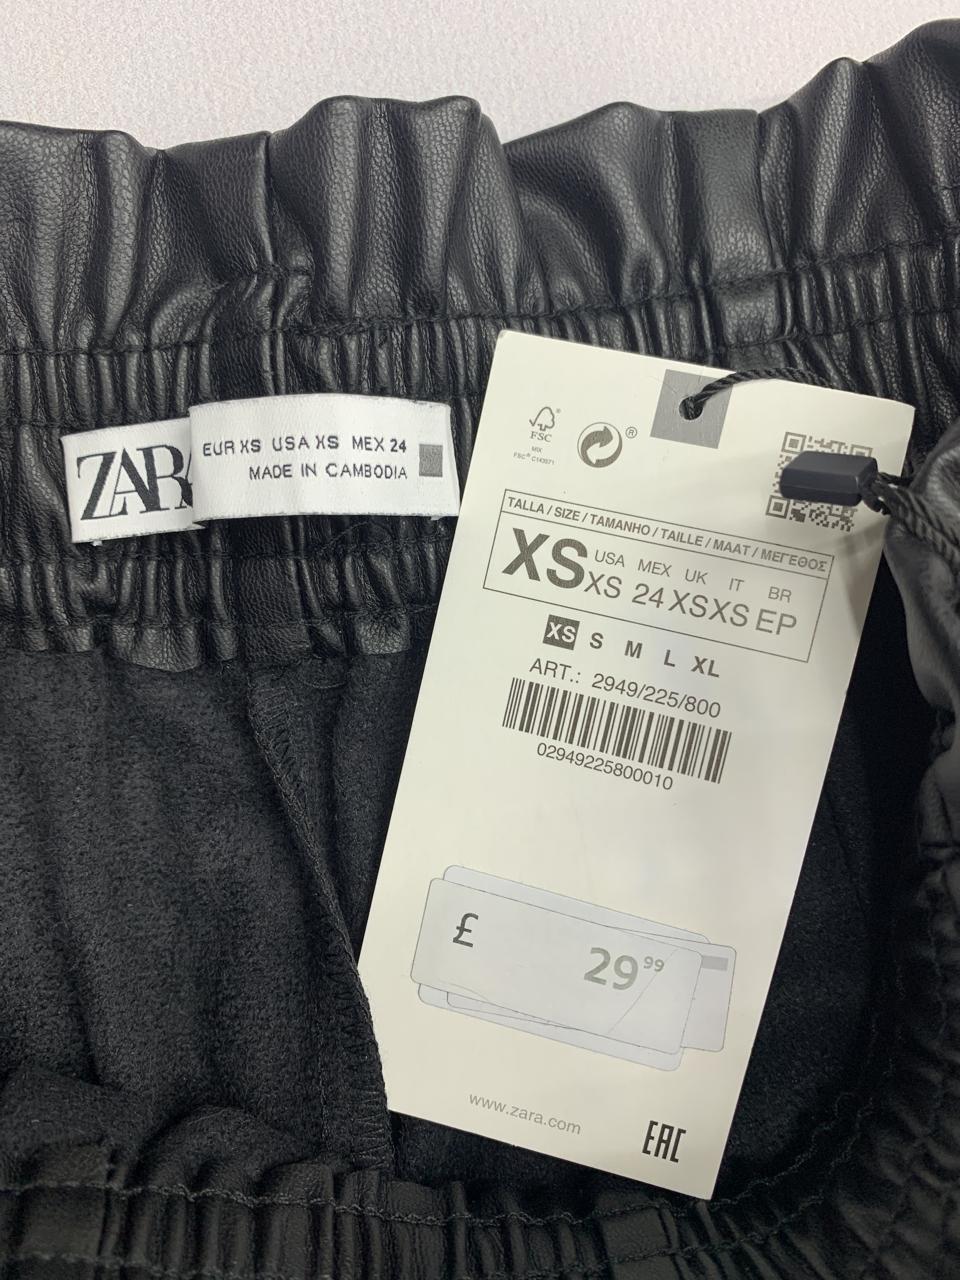 ZARA
EUR XS USA XS MEX 24
MADE IN CAMBODIA
FSC
MIX
FSC® C143071
®
TALLA / SIZE / TAMANHO / TAILLE / MAAT / ΜΕΓΕΘΟΣ
XS
USA MEX UK IT BR
XS 24 XS XS EP
XS S M L XL
ART.: 2949/225/800
02949225800010
£ 29 99
www.zara.com
EAC